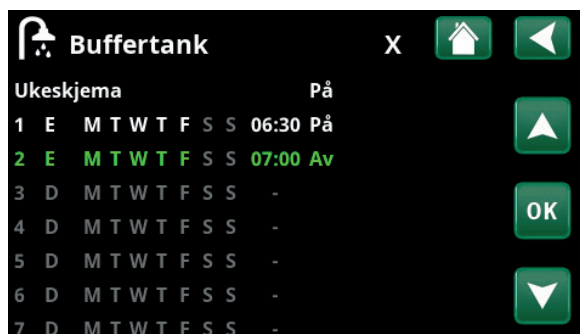 Buffertank X
Ukeskjema På
1 E M T W T F S S 06:30 På
2 E M T W T F S S 07:00 Av
3 D M T W T F S S -
4 D M T W T F S S -
5 D M T W T F S S -
6 D M T W T F S S -
7 D M T W T F S S -
OK